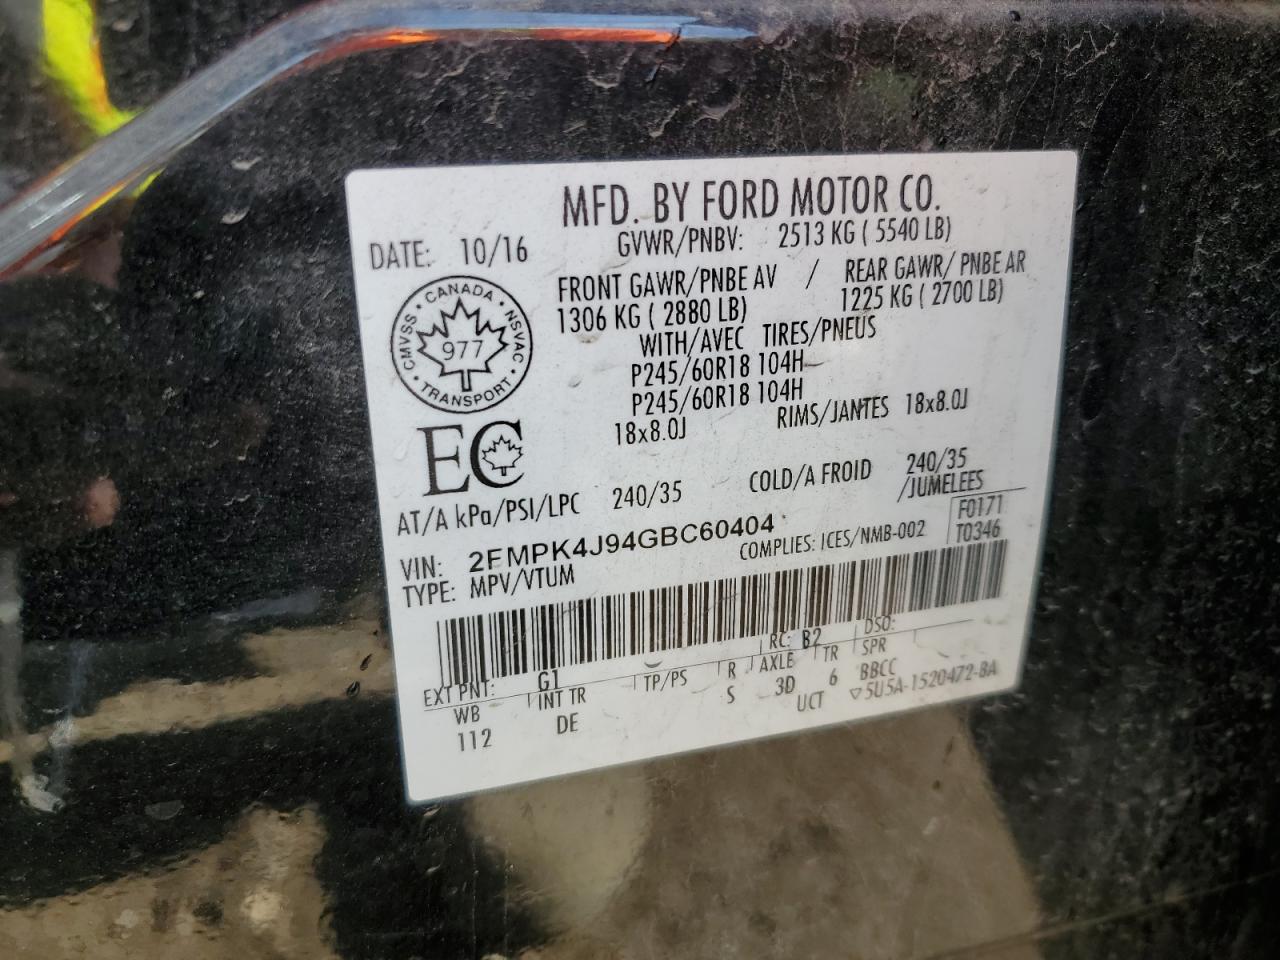 MFD. BY FORD MOTOR CO.
DATE: 10/16 GVWR/PNBV: 2513 KG ( 5540 LB)
FRONT GAWR/PNBE AV / REAR GAWR/ PNBE AR
1306 KG ( 2880 LB) 1225 KG ( 2700 LB)
WITH/AVEC TIRES/PNEUS
P245/60R18 104H
P245/60R18 104H
18x8.0J RIMS/JANTES 18x8.0J
CANADA
CMVSS 977 NSVAC
TRANSPORT
EC
AT/A kPa/PSI/LPC 240/35 COLD/A FROID 240/35
/JUMELEES
VIN: 2FMPK4J94GBC60404 F0171
TYPE: MPV/VTUM COMPLIES: ICES/NMB-002 T0346
EXT PNT: G1 RC: B2 DSO:
WB INT TR TP/PS R AXLE TR SPR
112 DE S 3D 6 BBCC
UCT ▽5U5A-1520472-BA